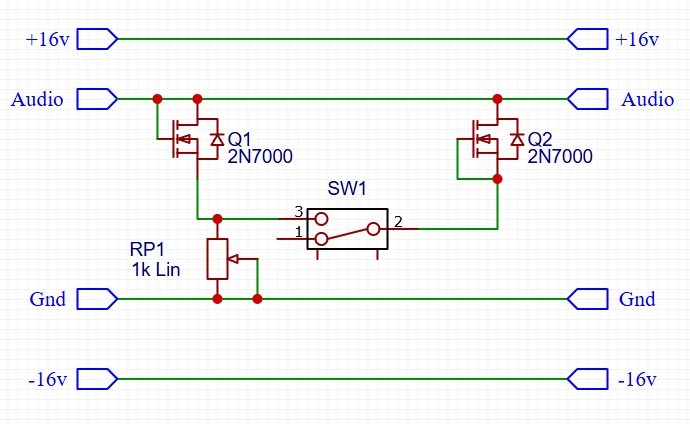 +16v
+16v
Audio
Audio
Q1
2N7000
Q2
2N7000
SW1
3
2
1
RP1
1k Lin
Gnd
Gnd
-16v
-16v